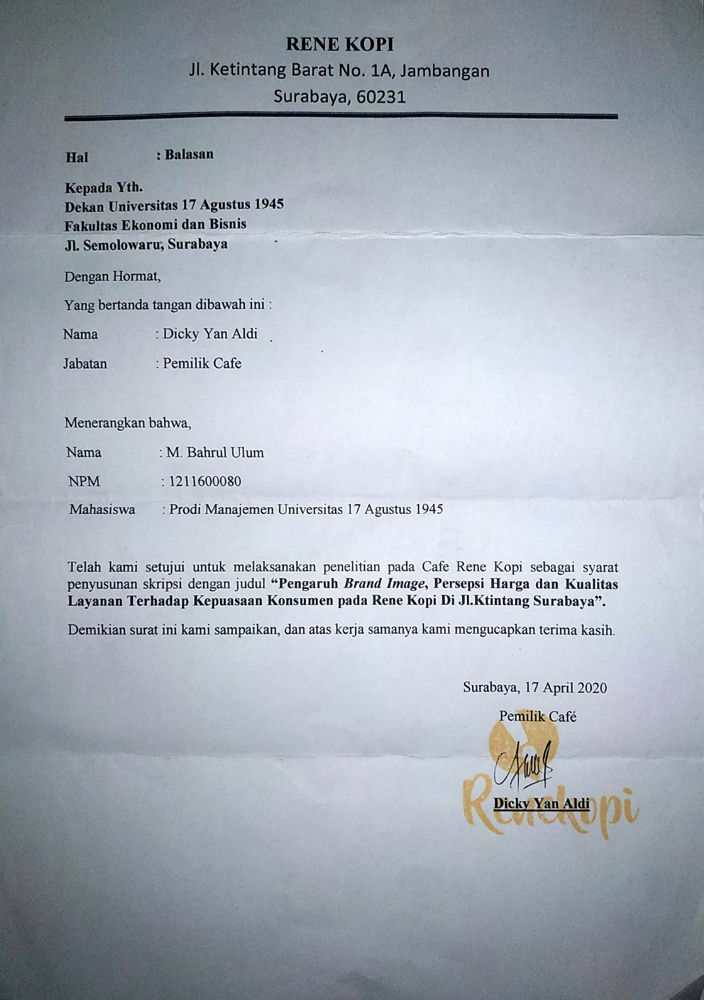 RENE KOPI
Jl. Ketintang Barat No. 1A, Jambangan
Surabaya, 60231
Hal : Balasan
Kepada Yth.
Dekan Universitas 17 Agustus 1945
Fakultas Ekonomi dan Bisnis
Jl. Semolowaru, Surabaya
Dengan Hormat,
Yang bertanda tangan dibawah ini :
Nama : Dicky Yan Aldi
Jabatan : Pemilik Cafe
Menerangkan bahwa,
Nama : M. Bahrul Ulum
NPM : 1211600080
Mahasiswa : Prodi Manajemen Universitas 17 Agustus 1945
Telah kami setujui untuk melaksanakan penelitian pada Cafe Rene Kopi sebagai syarat
penyusunan skripsi dengan judul “Pengaruh Brand Image, Persepsi Harga dan Kualitas
Layanan Terhadap Kepuasaan Konsumen pada Rene Kopi Di Jl.Ktintang Surabaya”.
Demikian surat ini kami sampaikan, dan atas kerja samanya kami mengucapkan terima kasih.
Surabaya, 17 April 2020
Pemilik Café
Dicky Yan Aldi
Renekopi